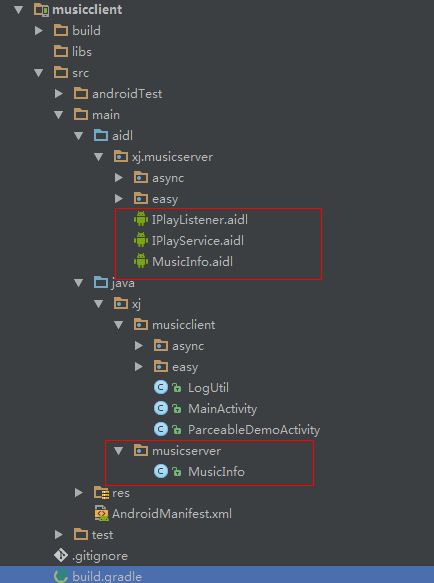 musicclient
build
libs
src
androidTest
main
aidl
xj.musicserver
async
easy
IPlayListener.aidl
IPlayService.aidl
MusicInfo.aidl
java
xj
musicclient
async
easy
LogUtil
MainActivity
ParceableDemoActivity
musicserver
MusicInfo
res
AndroidManifest.xml
test
.gitignore
build.gradle